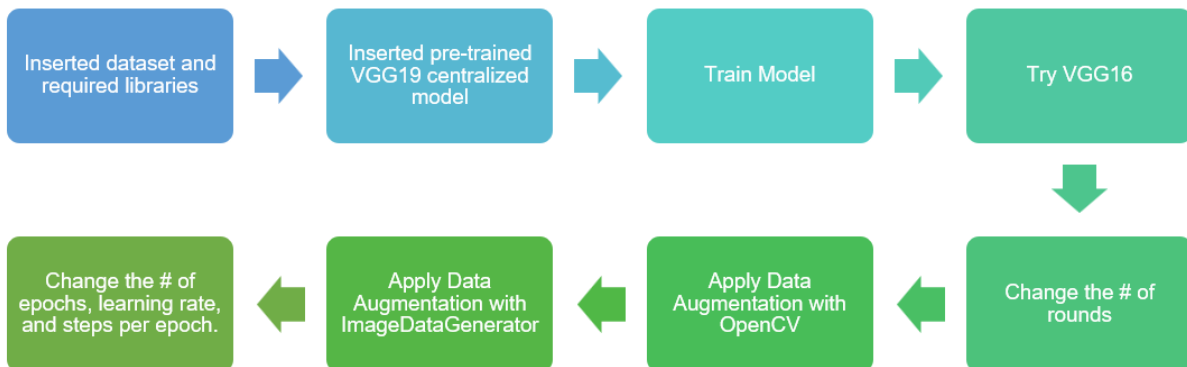 Inserted dataset and
required libraries
Inserted pre-trained
VGG19 centralized
model
Train Model
Try VGG16
Change the # of
rounds
Apply Data
Augmentation with
OpenCV
Apply Data
Augmentation with
ImageDataGenerator
Change the # of
epochs, learning rate,
and steps per epoch.